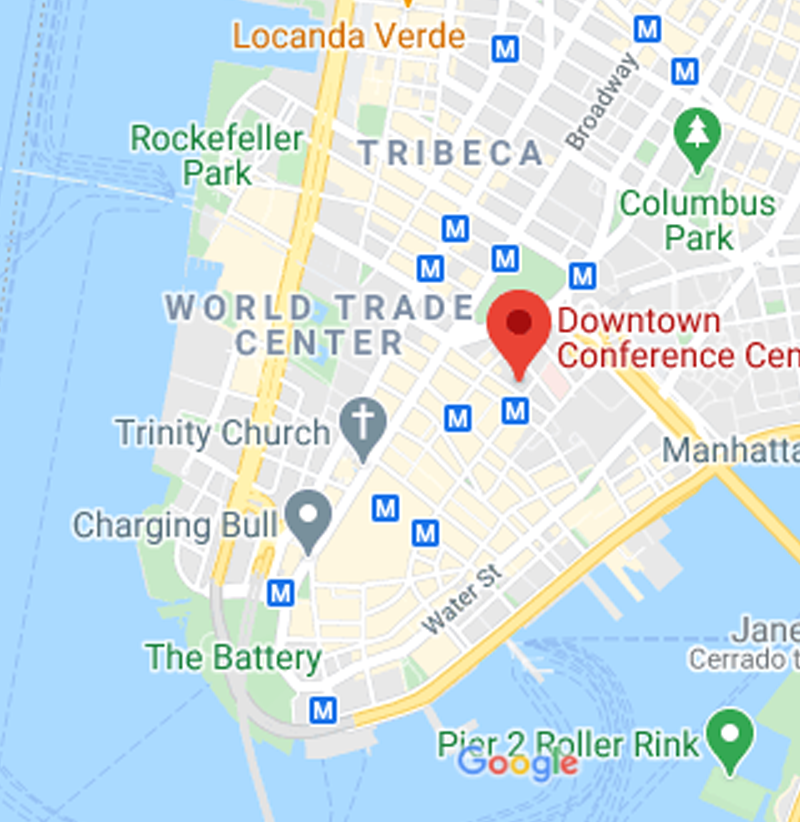 Locanda Verde
M
M
M
Broadway
Rockefeller
Park
TRIBECA
Columbus
Park
M
M
M
M
WORLD TRADE
CENTER
Downtown
Conference Cen
M
M
Trinity Church
Manhatta
M
M
Charging Bull
M
Water St
The Battery
Jane
Cerrado t
M
Pier 2 Roller Rink
Google